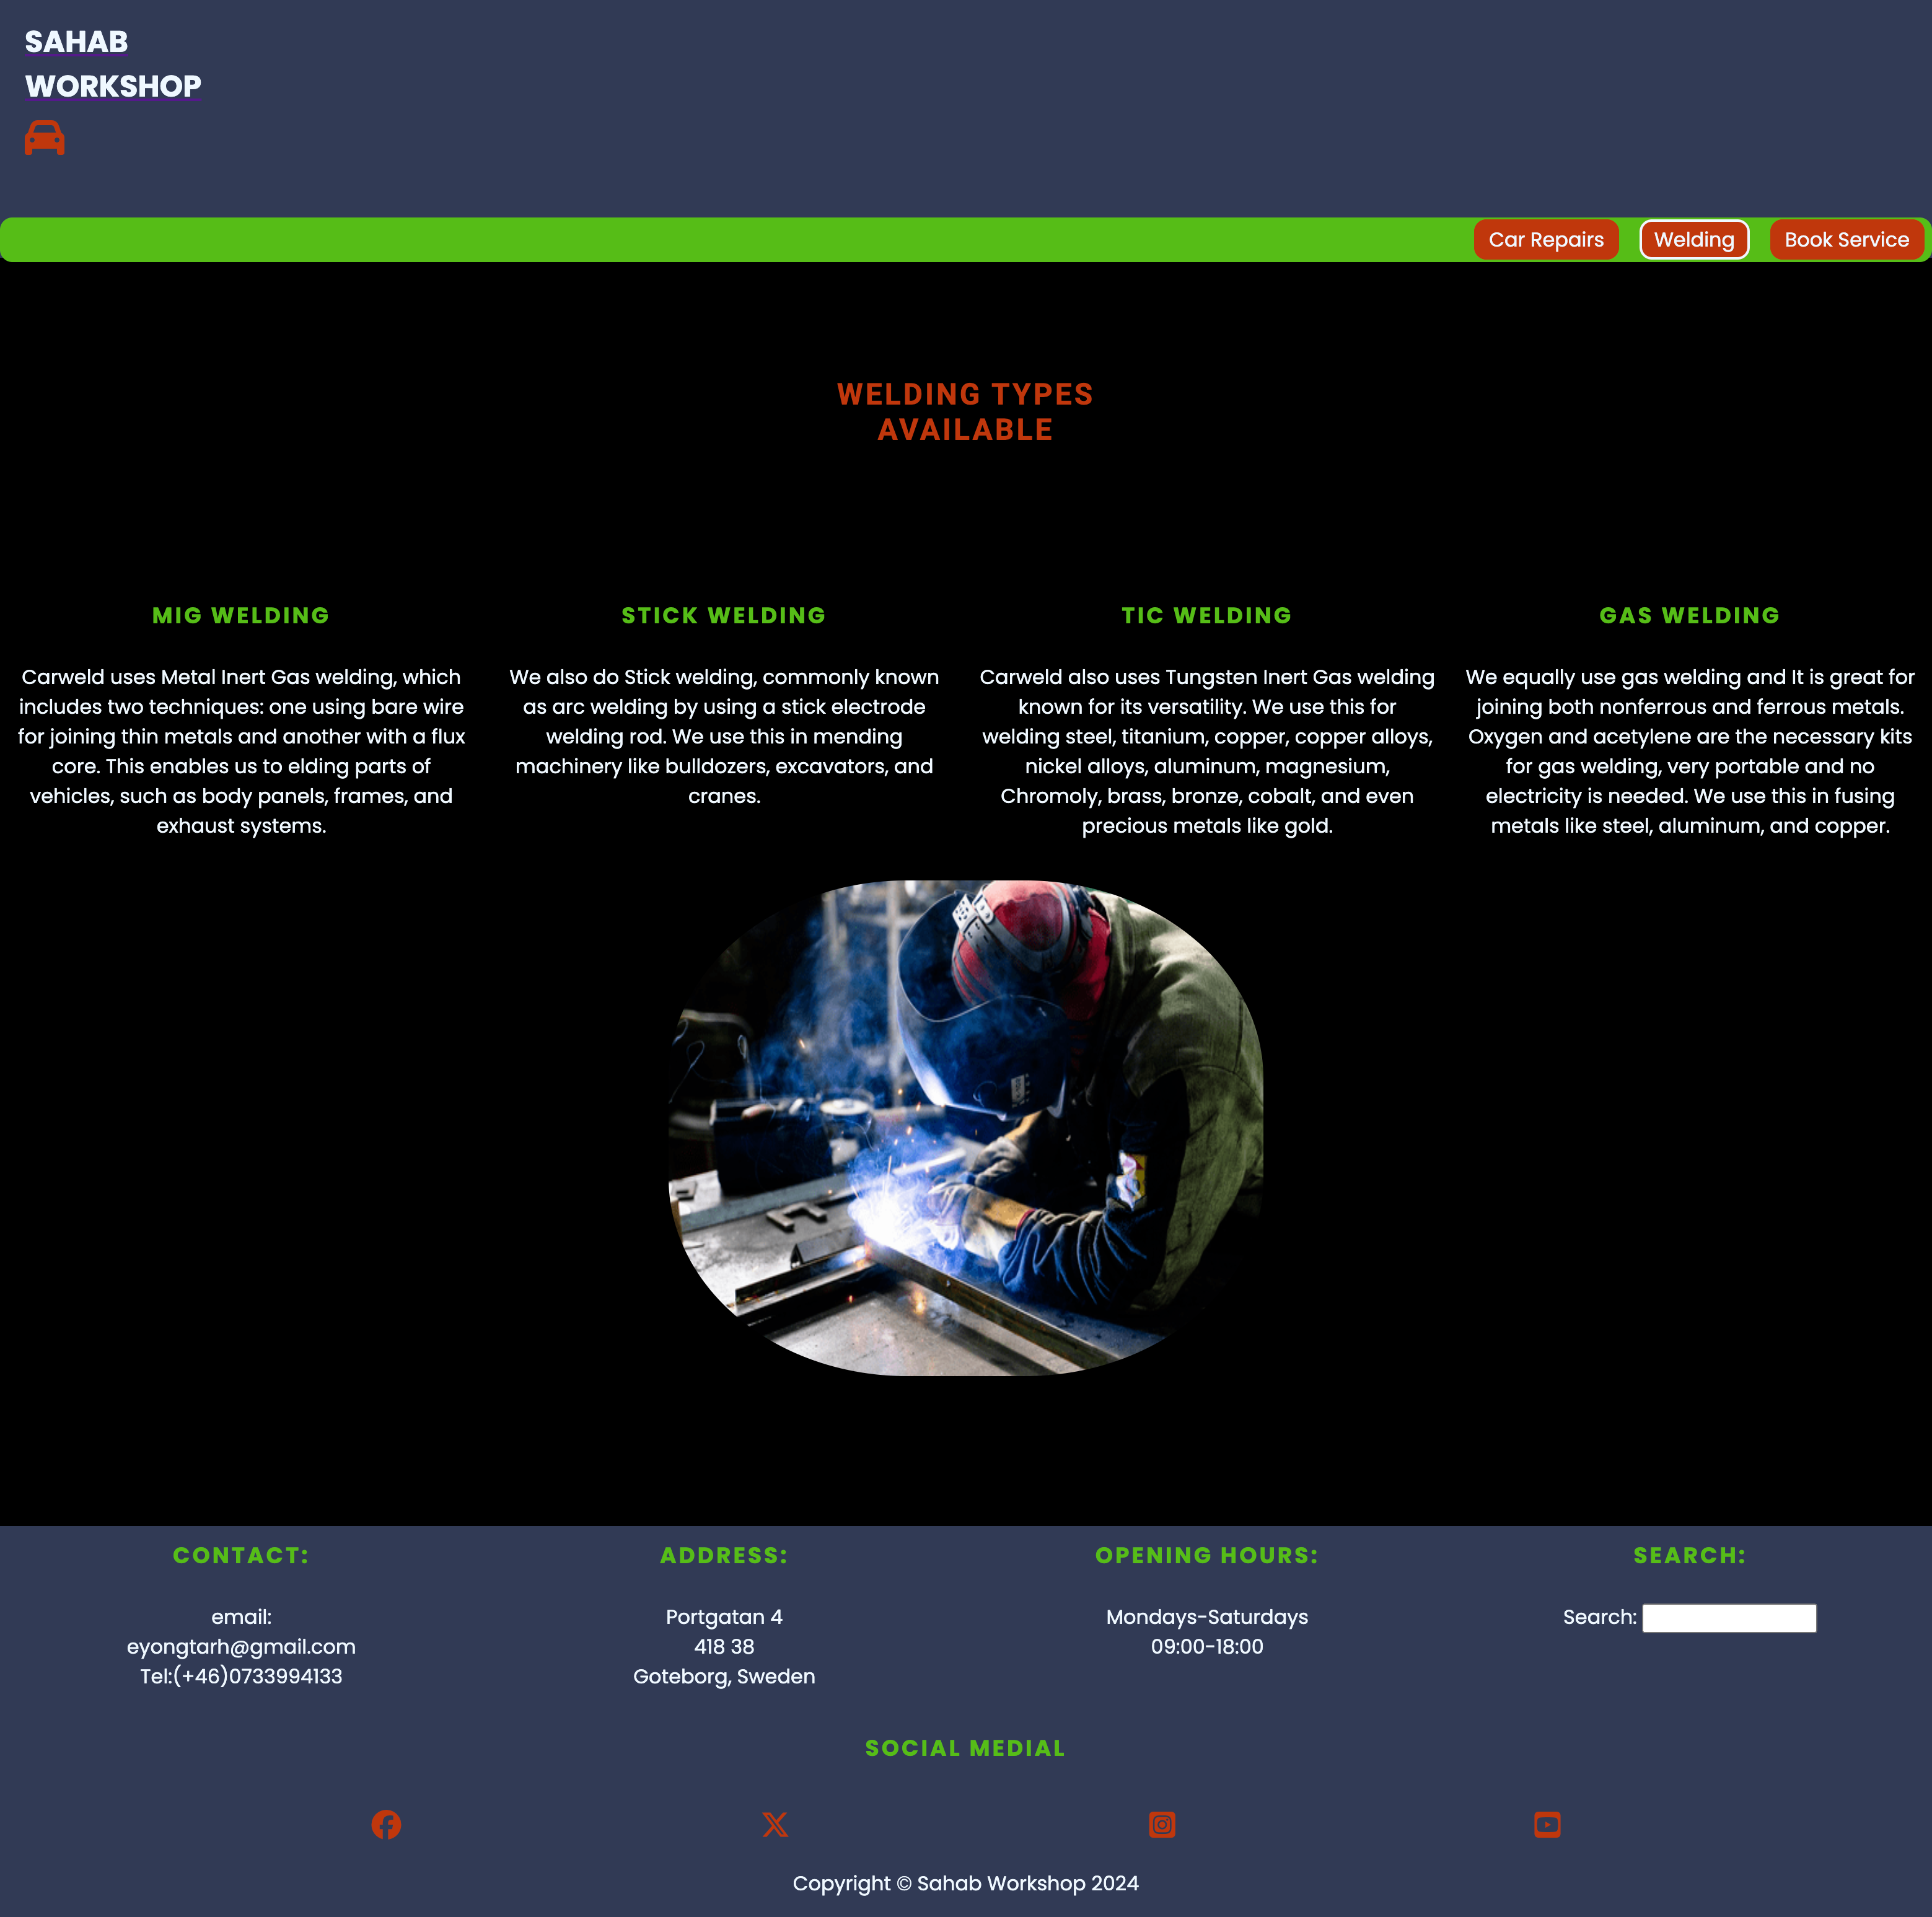 SAHAB
WORKSHOP
Car Repairs
Welding
Book Service
WELDING TYPES
AVAILABLE
MIG WELDING
Carweld uses Metal Inert Gas welding, which
includes two techniques: one using bare wire
for joining thin metals and another with a flux
core. This enables us to elding parts of
vehicles, such as body panels, frames, and
exhaust systems.
STICK WELDING
We also do Stick welding, commonly known
as arc welding by using a stick electrode
welding rod. We use this in mending
machinery like bulldozers, excavators, and
cranes.
TIC WELDING
Carweld also uses Tungsten Inert Gas welding
known for its versatility. We use this for
welding steel, titanium, copper, copper alloys,
nickel alloys, aluminum, magnesium,
Chromoly, brass, bronze, cobalt, and even
precious metals like gold.
GAS WELDING
We equally use gas welding and It is great for
joining both nonferrous and ferrous metals.
Oxygen and acetylene are the necessary kits
for gas welding, very portable and no
electricity is needed. We use this in fusing
metals like steel, aluminum, and copper.
CONTACT:
email:
eyongtarh@gmail.com
Tel:(+46)0733994133
ADDRESS:
Portgatan 4
418 38
Goteborg, Sweden
OPENING HOURS:
Mondays-Saturdays
09:00-18:00
SEARCH:
Search:
SOCIAL MEDIAL
Copyright © Sahab Workshop 2024